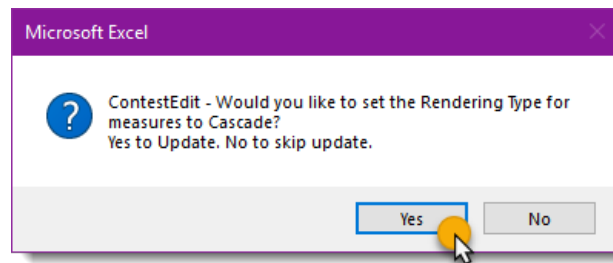 Microsoft Excel
ContestEdit - Would you like to set the Rendering Type for
measures to Cascade?
Yes to Update. No to skip update.
Yes
No